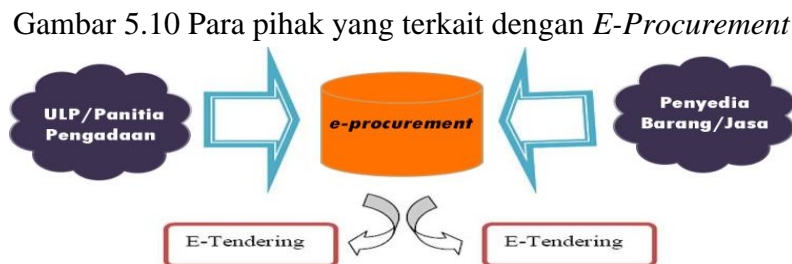 Gambar 5.10 Para pihak yang terkait dengan E-Procurement
ULP/Panitia
Pengadaan
e-procurement
Penyedia
Barang/Jasa
E-Tendering
E-Tendering